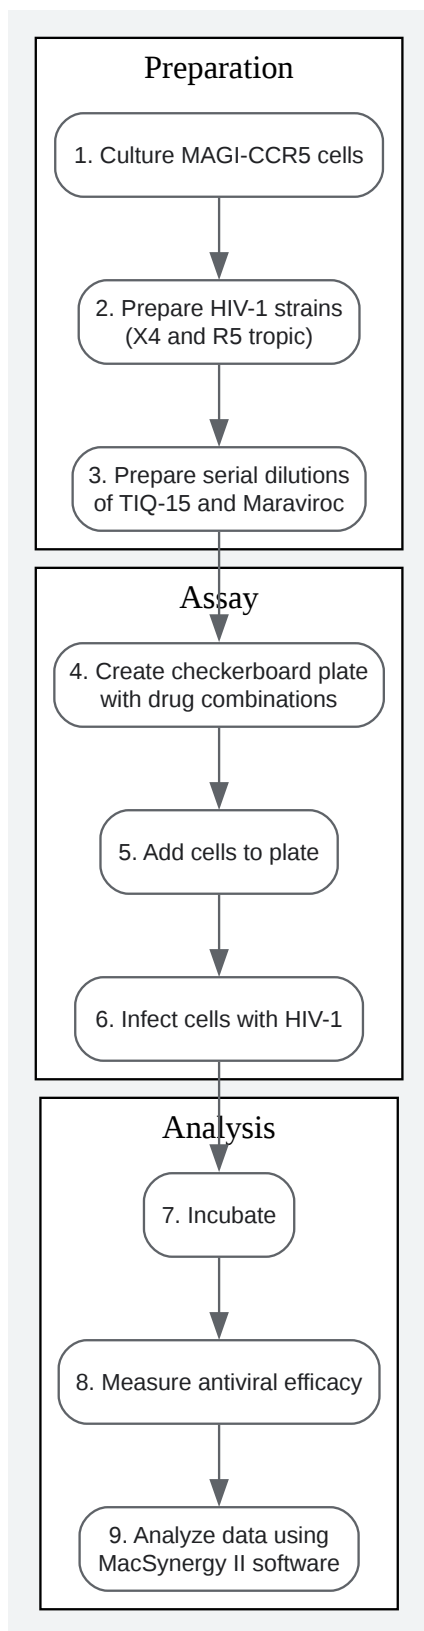 Preparation
1. Culture MAGI-CCR5 cells
2. Prepare HIV-1 strains
(X4 and R5 tropic)
3. Prepare serial dilutions
of TIQ-15 and Maraviroc
Assay
4. Create checkerboard plate
with drug combinations
5. Add cells to plate
6. Infect cells with HIV-1
Analysis
7. Incubate
8. Measure antiviral efficacy
9. Analyze data using
MacSynergy II software